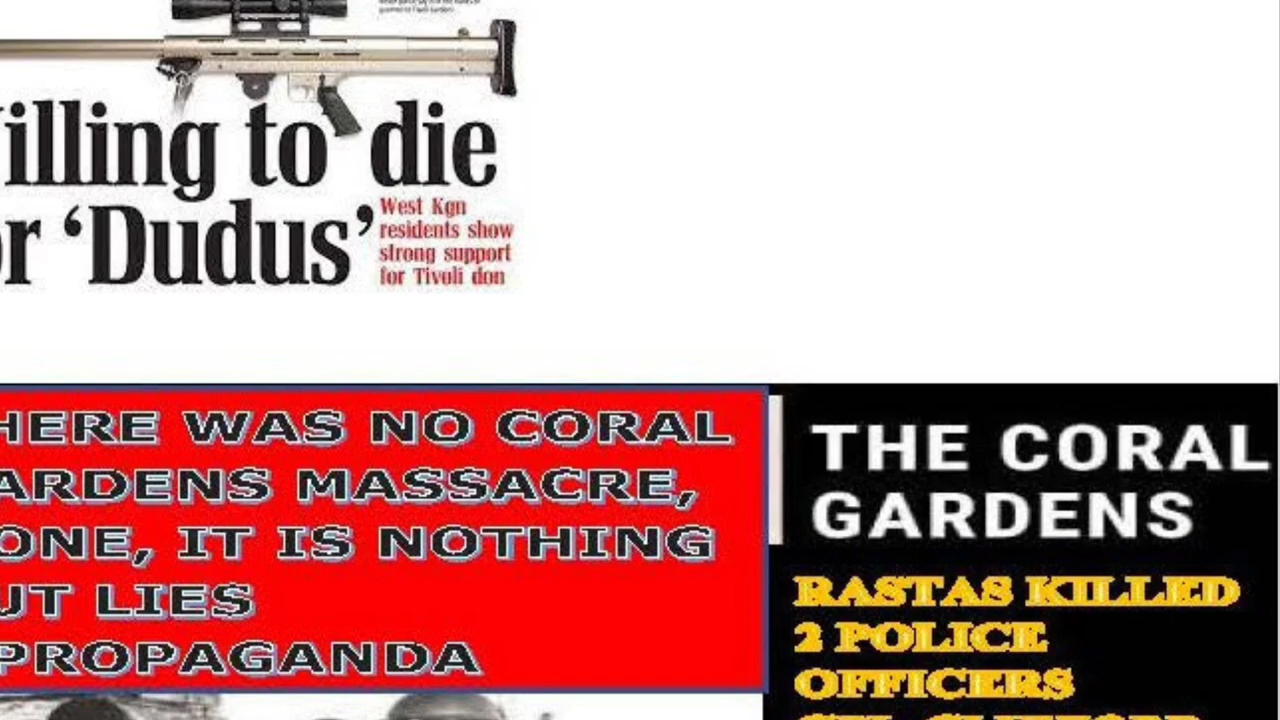 illing to die
or ‘Dudus’
West Kgn
residents show
strong support
for Tivoli don
HERE WAS NO CORAL
ARDENS MASSACRE,
ONE, IT IS NOTHING
UT LIES
PROPAGANDA
THE CORAL
GARDENS
RASTAS KILLED
2 POLICE
OFFICERS